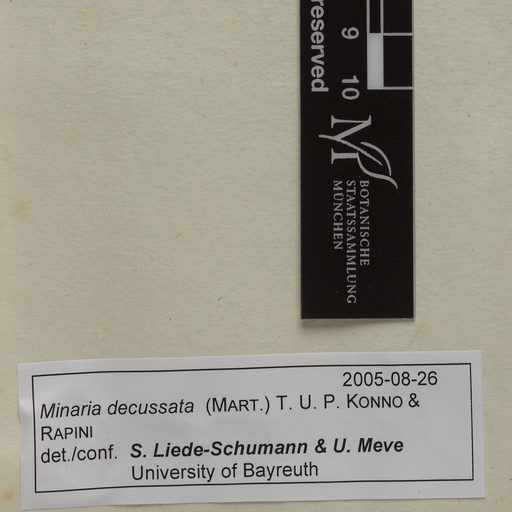 reserved
9 10
M
BOTANISCHE
STAATSSAMMLUNG
MÜNCHEN
2005-08-26
Minaria decussata (MART.) T. U. P. KONNO &
RAPINI
det./conf. S. Liede-Schumann & U. Meve
University of Bayreuth